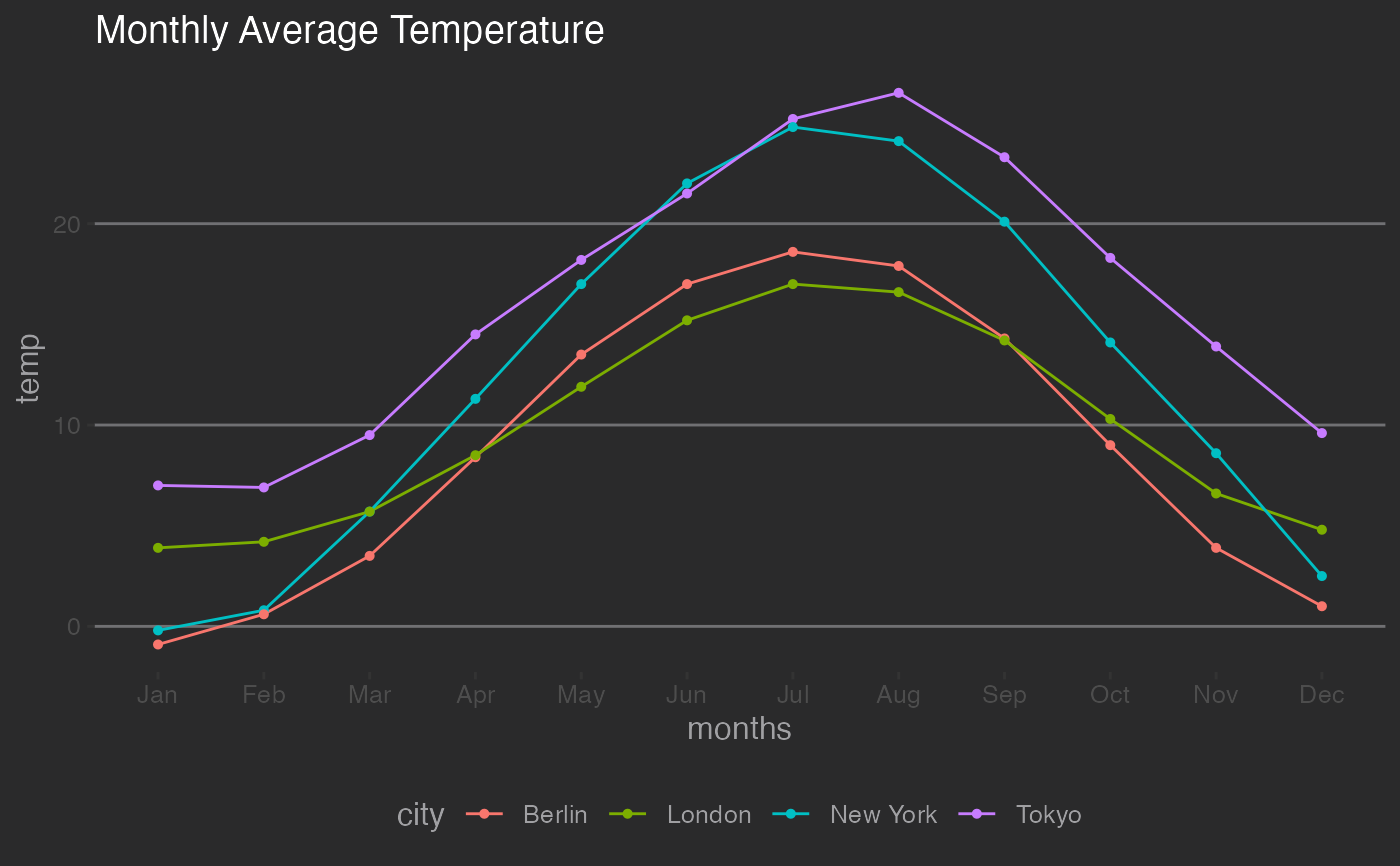 Monthly Average Temperature
temp
20
10
0
Jan Feb Mar Apr May Jun Jul Aug Sep Oct Nov Dec
months
city Berlin London New York Tokyo